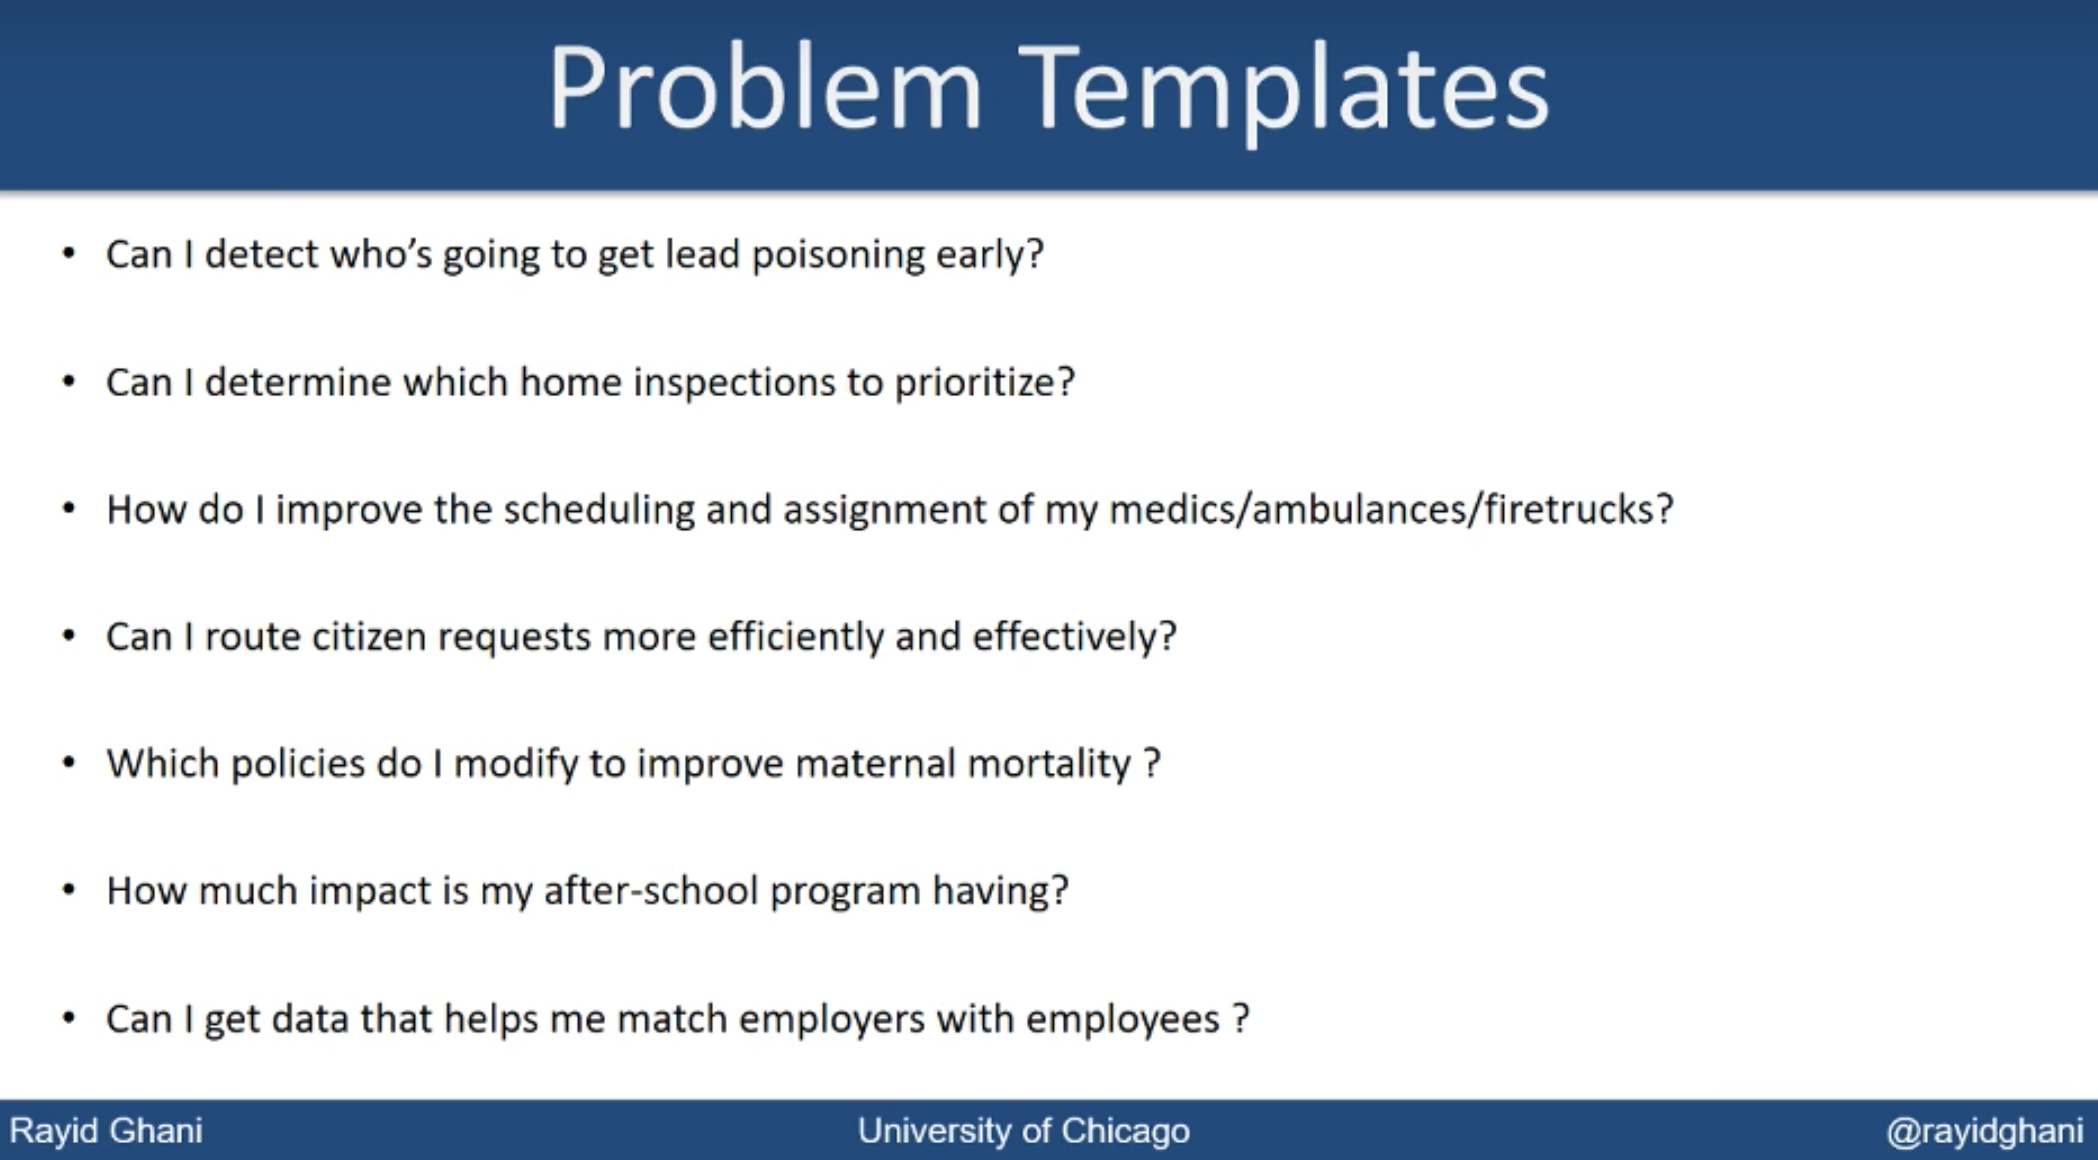 Problem Templates
• Can I detect who’s going to get lead poisoning early?
• Can I determine which home inspections to prioritize?
• How do I improve the scheduling and assignment of my medics/ambulances/firetrucks?
• Can I route citizen requests more efficiently and effectively?
• Which policies do I modify to improve maternal mortality ?
• How much impact is my after-school program having?
• Can I get data that helps me match employers with employees ?
Rayid Ghani
University of Chicago
@rayidghani